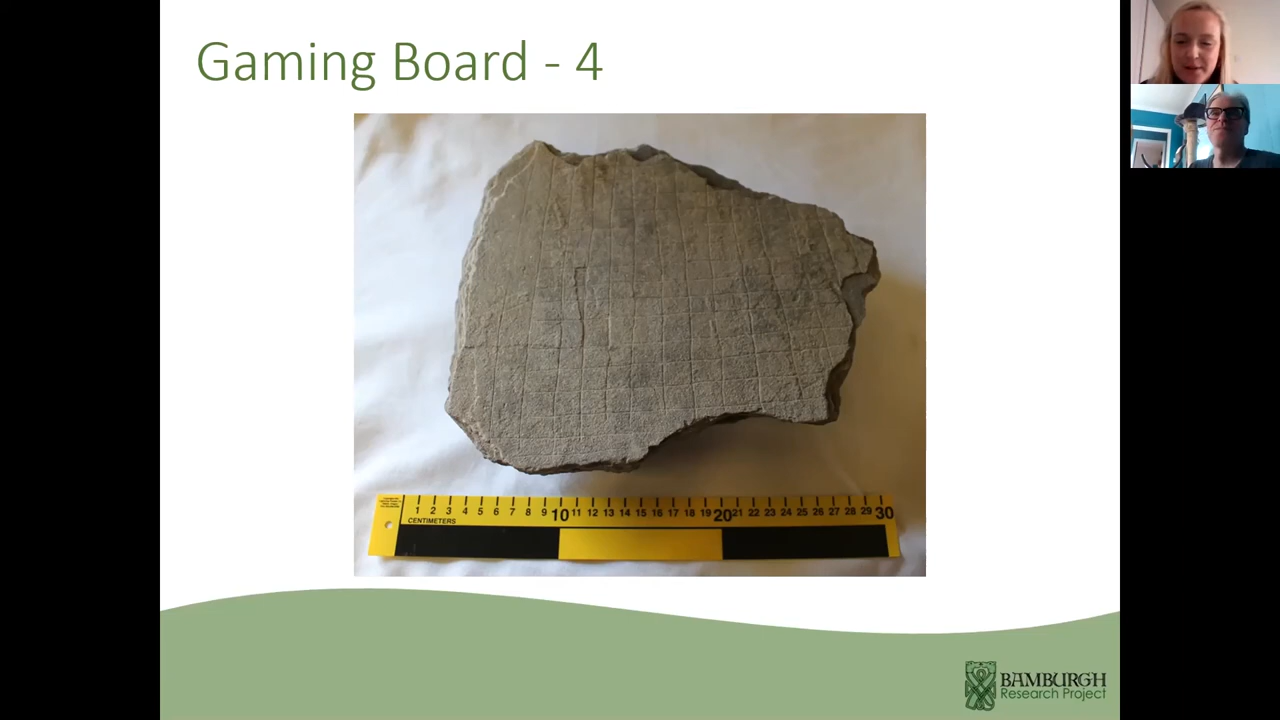 Gaming Board - 4
1 2 3 4 5 6 7 8 9 10 11 12 13 14 15 16 17 18 19 20 21 22 23 24 25 26 27 28 29 30
CENTIMETERS
BAMBURGH
Research Project